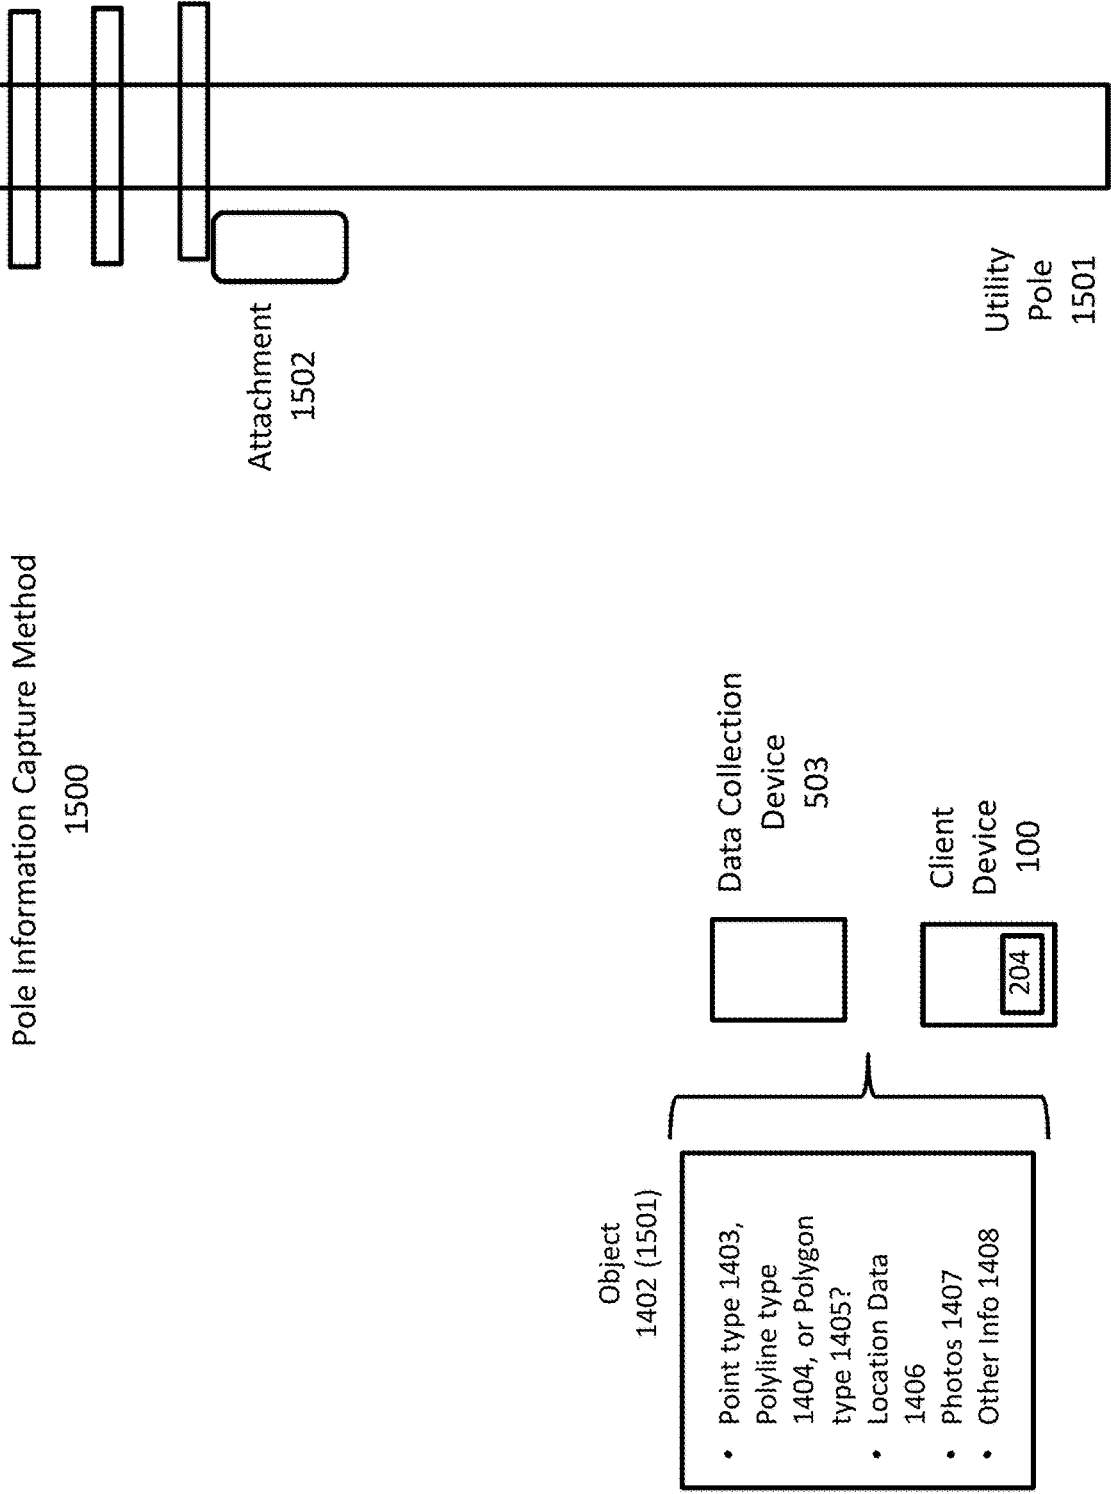 Pole Information Capture Method
1500
Attachment
1502
Utility
Pole
1501
Data Collection
Device
503
Client
Device
100
204
Object
1402 (1501)
• Point type 1403,
Polyline type
1404, or Polygon
type 1405?
• Location Data
1406
• Photos 1407
• Other Info 1408